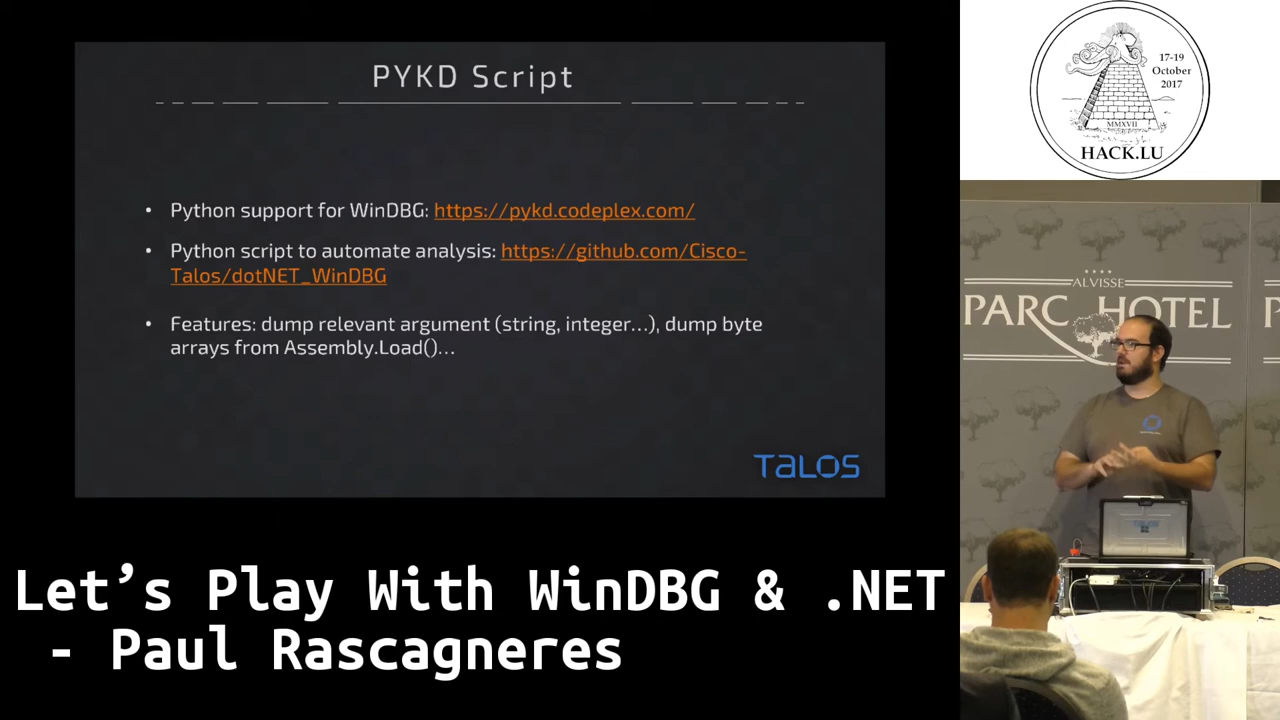 PYKD Script
• Python support for WinDBG: https://pykd.codeplex.com/
• Python script to automate analysis: https://github.com/Cisco-
Talos/dotNET_WinDBG
• Features: dump relevant argument (string, integer…), dump byte
arrays from Assembly.Load()…
TALOS
Let’s Play With WinDBG & .NET
- Paul Rascagneres
17-19
October
2017
MMXVII
HACK.LU
ALVISSE
PARC HOTEL
TALOS